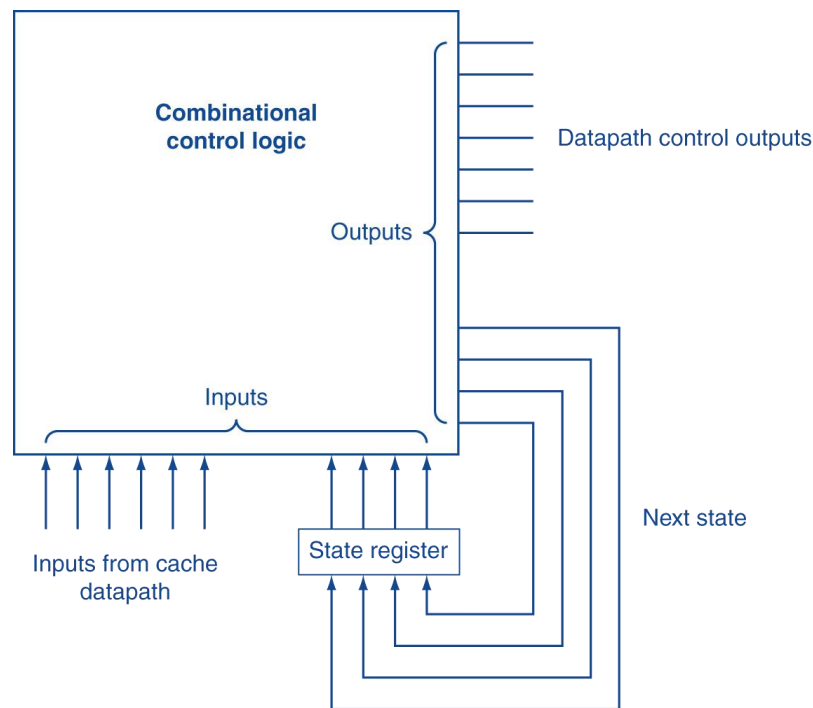 Combinational
control logic
Datapath control outputs
Outputs
Inputs
Next state
State register
Inputs from cache
datapath